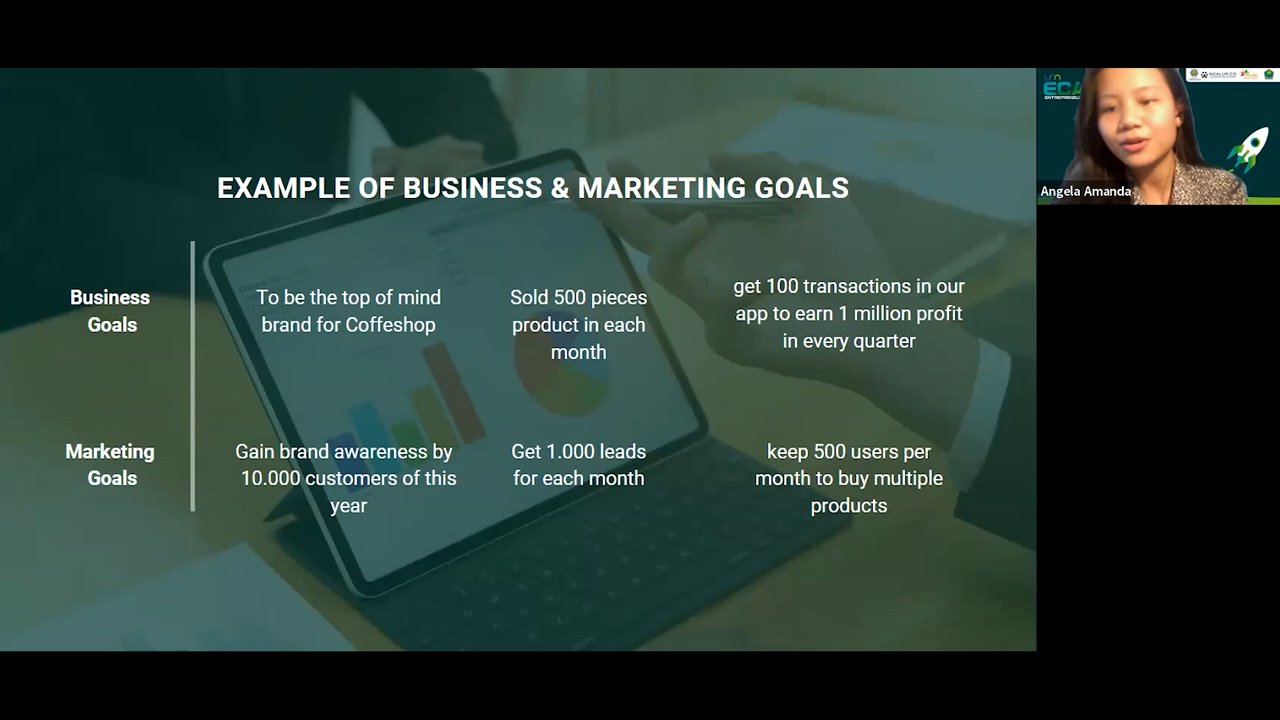 EXAMPLE OF BUSINESS & MARKETING GOALS
Business
Goals
To be the top of mind
brand for Coffeshop
Sold 500 pieces
product in each
month
get 100 transactions in our
app to earn 1 million profit
in every quarter
Marketing
Goals
Gain brand awareness by
10.000 customers of this
year
Get 1.000 leads
for each month
keep 500 users per
month to buy multiple
products
Angela Amanda